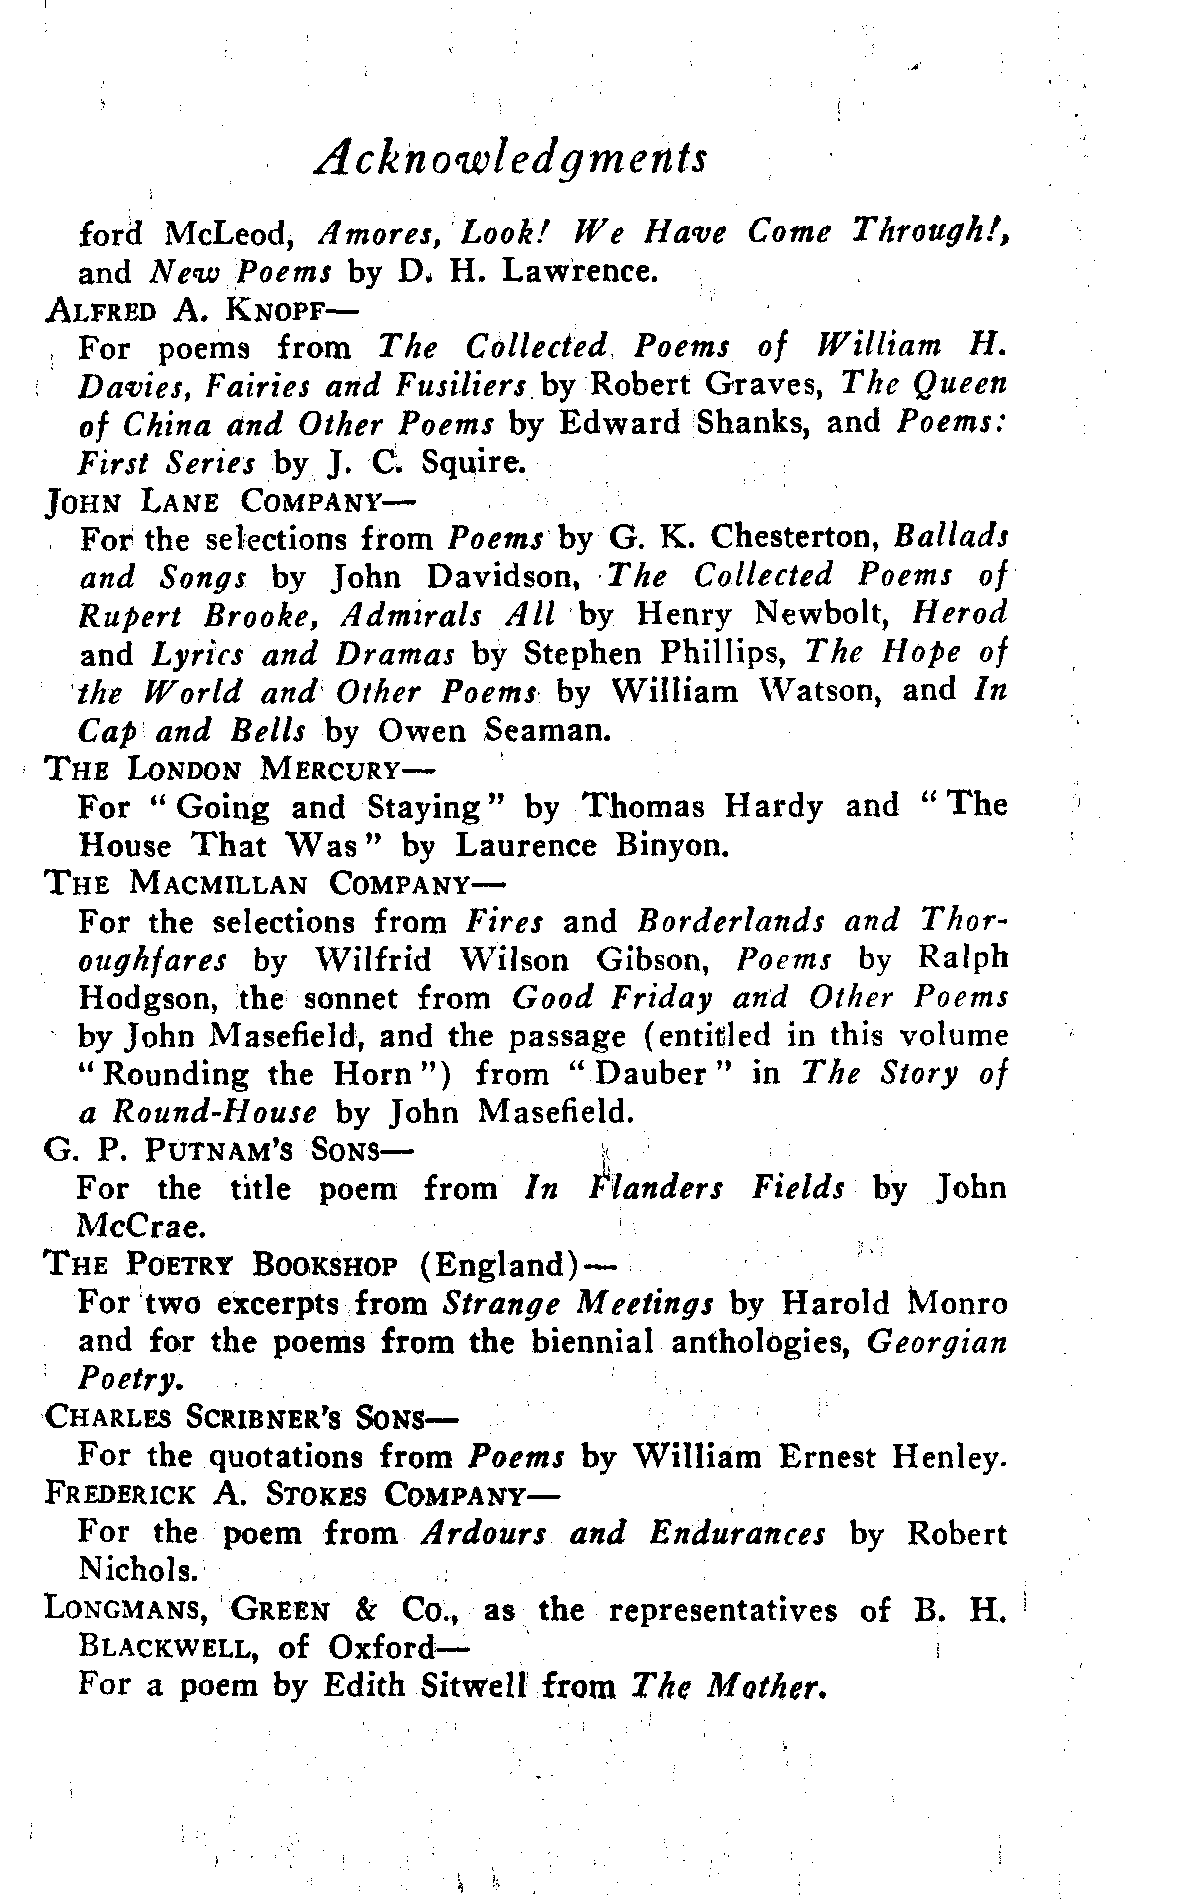 Acknowledgments
ford McLeod, Amores, Look! We Have Come Through!,
and New Poems by D. H. Lawrence.
ALFRED A. KNOPF—
For poems from The Collected Poems of William H.
Davies, Fairies and Fusiliers by Robert Graves, The Queen
of China and Other Poems by Edward Shanks, and Poems:
First Series by J. C. Squire.
JOHN LANE COMPANY—
For the selections from Poems by G. K. Chesterton, Ballads
and Songs by John Davidson, The Collected Poems of
Rupert Brooke, Admirals All by Henry Newbolt, Herod
and Lyrics and Dramas by Stephen Phillips, The Hope of
the World and Other Poems by William Watson, and In
Cap and Bells by Owen Seaman.
THE LONDON MERCURY—
For "Going and Staying" by Thomas Hardy and "The
House That Was" by Laurence Binyon.
THE MACMILLAN COMPANY—
For the selections from Fires and Borderlands and Thor-
oughfares by Wilfrid Wilson Gibson, Poems by Ralph
Hodgson, the sonnet from Good Friday and Other Poems
by John Masefield, and the passage (entitled in this volume
"Rounding the Horn") from "Dauber" in The Story of
a Round-House by John Masefield.
G. P. PUTNAM'S SONS—
For the title poem from In Flanders Fields by John
McCrae.
THE POETRY BOOKSHOP (England)—
For two excerpts from Strange Meetings by Harold Monro
and for the poems from the biennial anthologies, Georgian
Poetry.
CHARLES SCRIBNER'S SONS—
For the quotations from Poems by William Ernest Henley.
FREDERICK A. STOKES COMPANY—
For the poem from Ardours and Endurances by Robert
Nichols.
LONGMANS, GREEN & Co., as the representatives of B. H.
BLACKWELL, of Oxford—
For a poem by Edith Sitwell from The Mother.